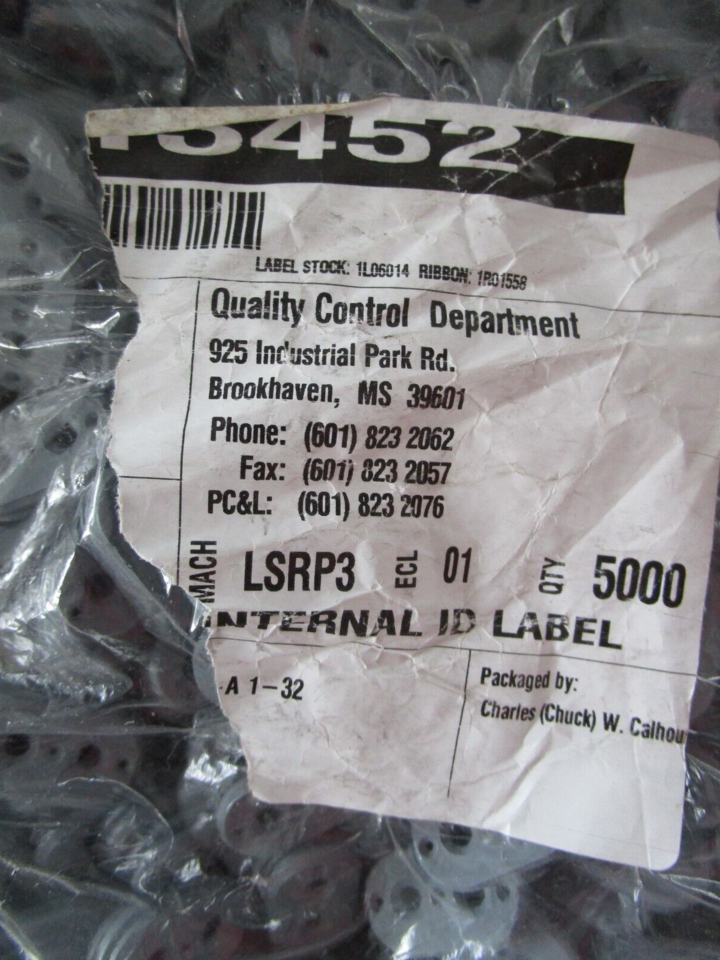 3452
LABEL STOCK: 1L06014 RIBBON: 1R01558
Quality Control Department
925 Industrial Park Rd.
Brookhaven, MS 39601
Phone: (601) 823 2062
Fax: (601) 823 2057
PC&L: (601) 823 2076
MACH LSRP3 ECL 01 QTY 5000
INTERNAL ID LABEL
A 1-32
Packaged by:
Charles (Chuck) W. Calhou